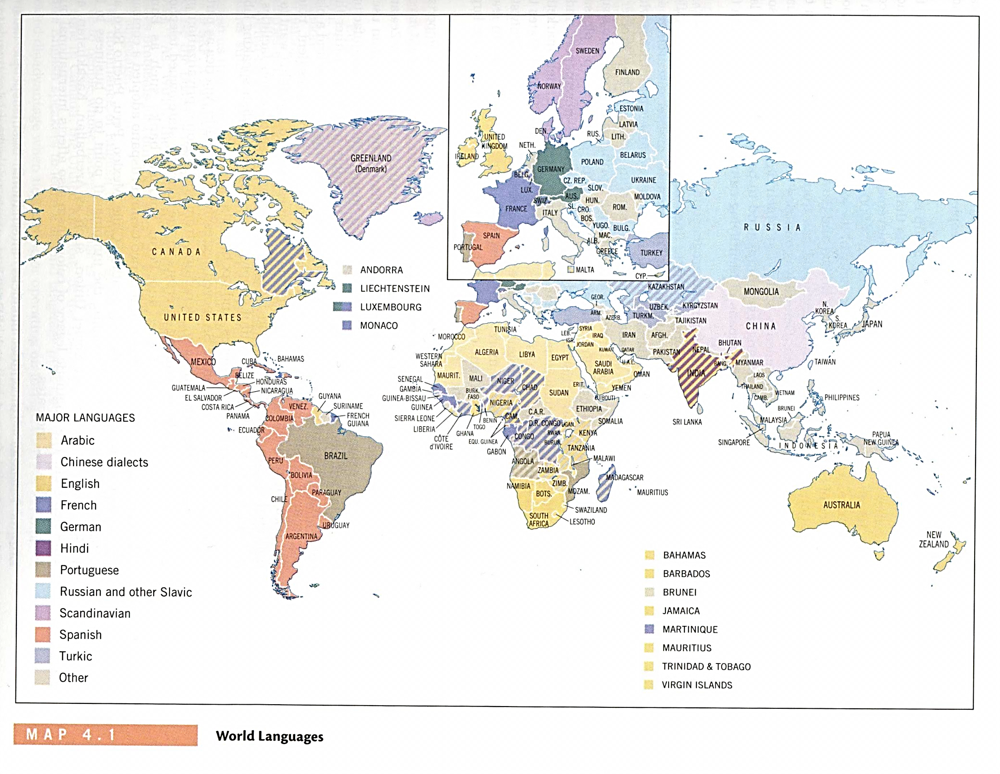 SWEDEN
FINLAND
NORWAY
ESTONIA
LATVIA
DEN.
RUS.
LITH.
UNITED
KINGDOM
NETH.
IRELAND
BELARUS
POLAND
GERMANY
BELG.
CZ. REP.
UKRAINE
LUX.
SLOV.
AUS.
MOLDOVA
SWIZ.
HUN.
SL.
CRO.
ROM.
FRANCE
ITALY
BOS.
YUGO.
BULG.
SPAIN
MAC.
ALB.
PORTUGAL
GREECE
TURKEY
MALTA
CYP.
GREENLAND
(Denmark)
CANADA
UNITED STATES
ANDORRA
LIECHTENSTEIN
LUXEMBOURG
MONACO
RUSSIA
KAZAKHSTAN
MONGOLIA
GEOR.
UZBEK.
KYRGYZSTAN
ARM.
AZERB.
TURKM.
TAJIKISTAN
N.
KOREA
S.
KOREA
JAPAN
CHINA
TUNISIA
MOROCCO
LEB.
SYRIA
ISR.
IRAQ
JORDAN
IRAN
AFGH.
KUWAIT
QATAR
PAKISTAN
NEPAL
BHUTAN
ALGERIA
LIBYA
EGYPT
WESTERN
SAHARA
SAUDI
ARABIA
U.A.E.
OMAN
INDIA
BANG.
MYANMAR
TAIWAN
MEXICO
CUBA
BAHAMAS
BELIZE
HONDURAS
GUATEMALA
NICARAGUA
EL SALVADOR
COSTA RICA
PANAMA
GUYANA
VENEZ.
SURINAME
FRENCH
GUIANA
COLOMBIA
ECUADOR
PERU
BRAZIL
BOLIVIA
PARAGUAY
CHILE
URUGUAY
ARGENTINA
MAURIT.
MALI
NIGER
CHAD
SUDAN
ERIT.
YEMEN
SENEGAL
GAMBIA
GUINEA-BISSAU
GUINEA
SIERRA LEONE
LIBERIA
CÔTE
d'IVOIRE
BURK.
FASO
GHANA
TOGO
BENIN
NIGERIA
EQU. GUINEA
GABON
CAM.
C.A.R.
DJIBOUTI
ETHIOPIA
SOMALIA
D.R. CONGO
UGAN.
RWAN.
KENYA
CONGO
BURUN.
TANZANIA
ANGOLA
MALAWI
ZAMBIA
MADAGASCAR
NAMIBIA
ZIMB.
BOTS.
MOZAM.
MAURITIUS
SWAZILAND
SOUTH
AFRICA
LESOTHO
LAOS
THAILAND
VIETNAM
CAMB.
PHILIPPINES
BRUNEI
SRI LANKA
MALAYSIA
SINGAPORE
INDONESIA
PAPUA
NEW GUINEA
AUSTRALIA
NEW
ZEALAND
MAJOR LANGUAGES
Arabic
Chinese dialects
English
French
German
Hindi
Portuguese
Russian and other Slavic
Scandinavian
Spanish
Turkic
Other
BAHAMAS
BARBADOS
BRUNEI
JAMAICA
MARTINIQUE
MAURITIUS
TRINIDAD & TOBAGO
VIRGIN ISLANDS
MAP 4.1
World Languages